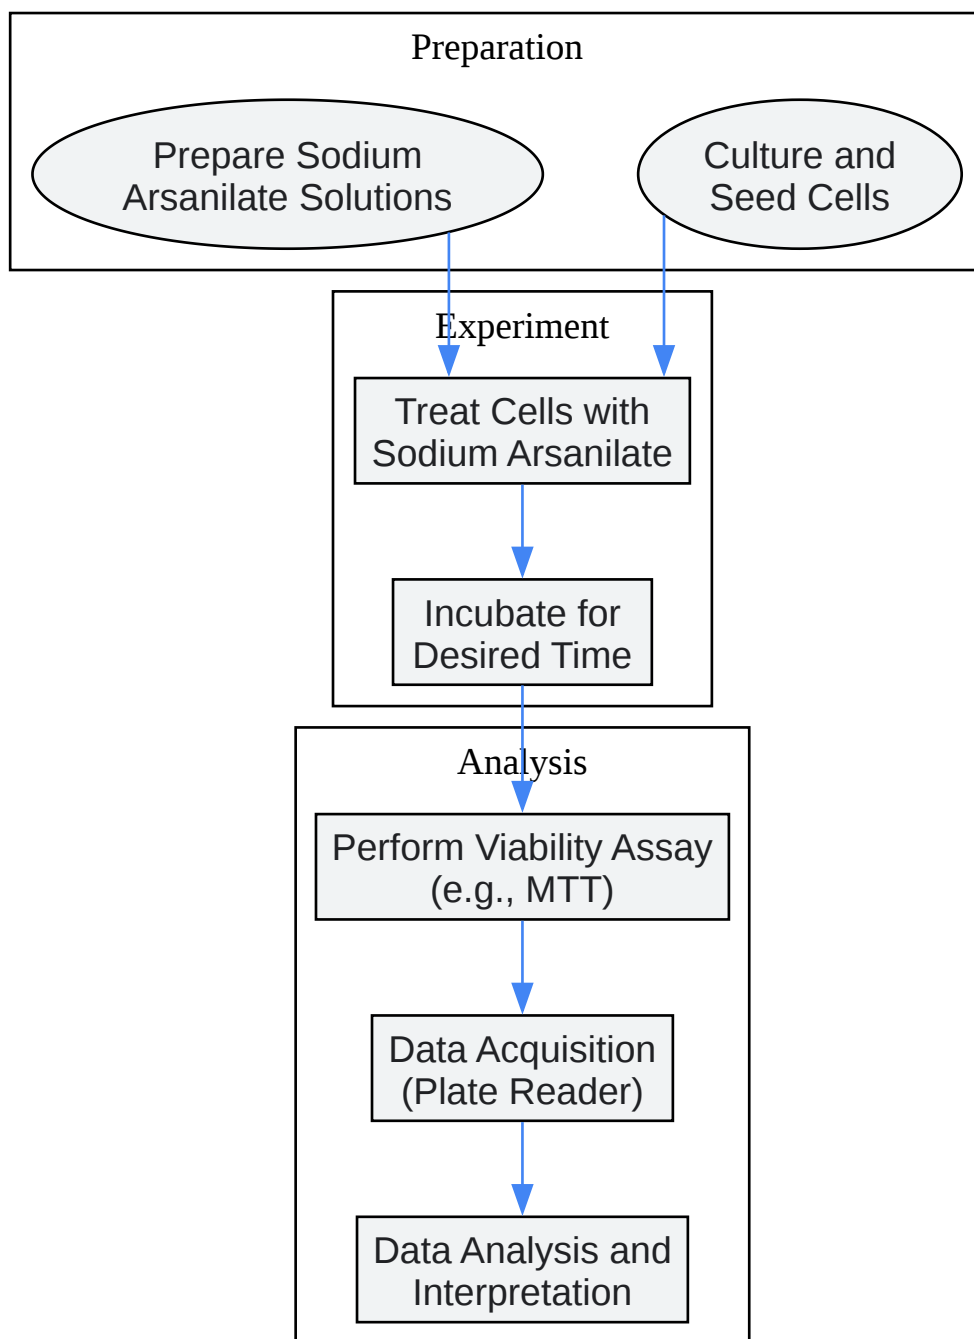 Preparation
Prepare Sodium
Arsanilate Solutions
Culture and
Seed Cells
Experiment
Treat Cells with
Sodium Arsanilate
Incubate for
Desired Time
Analysis
Perform Viability Assay
(e.g., MTT)
Data Acquisition
(Plate Reader)
Data Analysis and
Interpretation